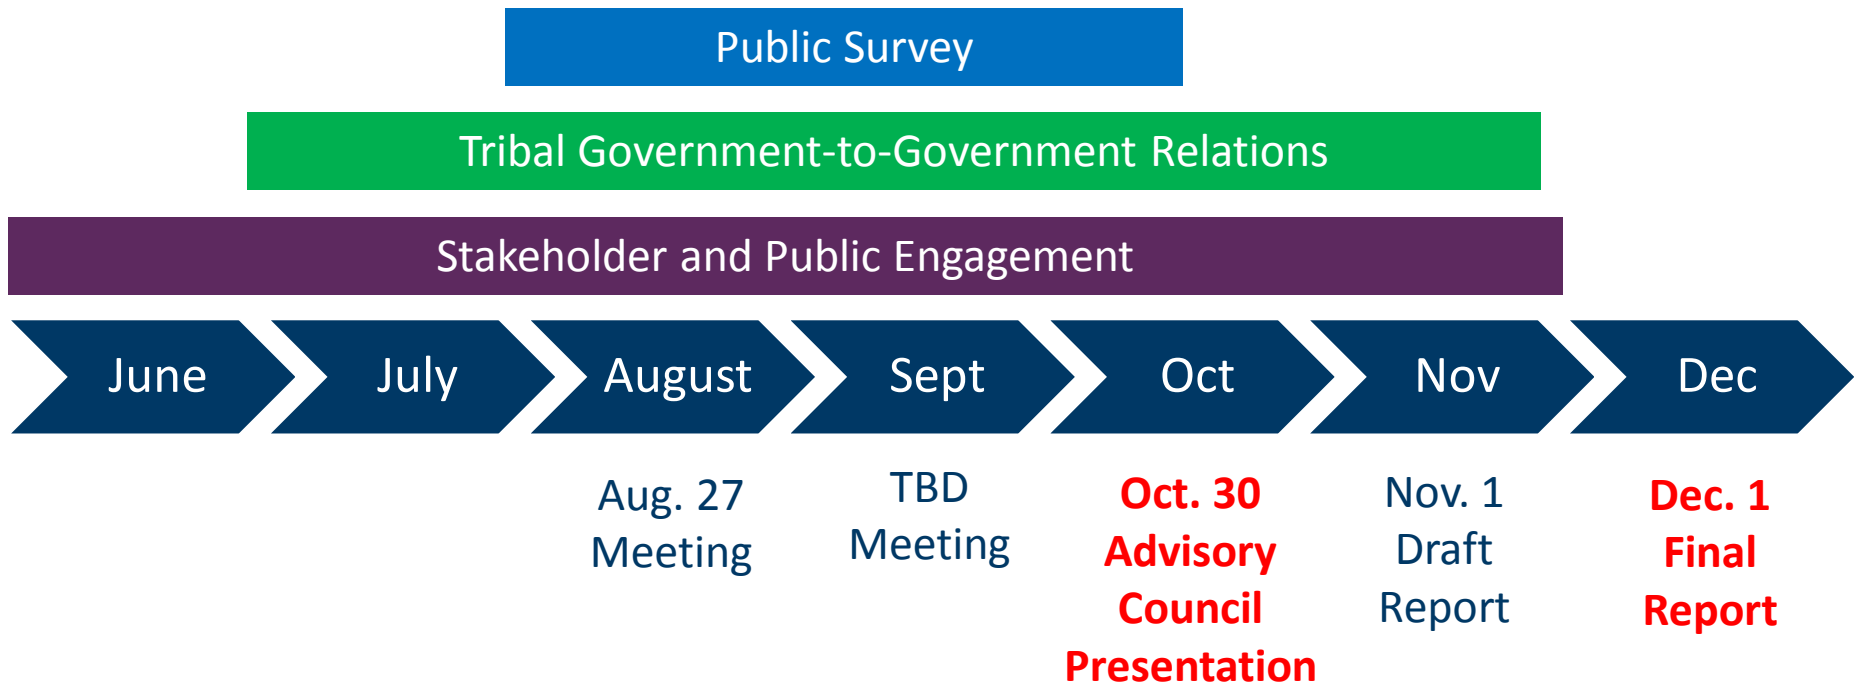 Public Survey
Tribal Government-to-Government Relations
Stakeholder and Public Engagement
June
July
August
Sept
Oct
Nov
Dec
Aug. 27
Meeting
TBD
Meeting
Oct. 30
Advisory
Council
Presentation
Nov. 1
Draft
Report
Dec. 1
Final
Report